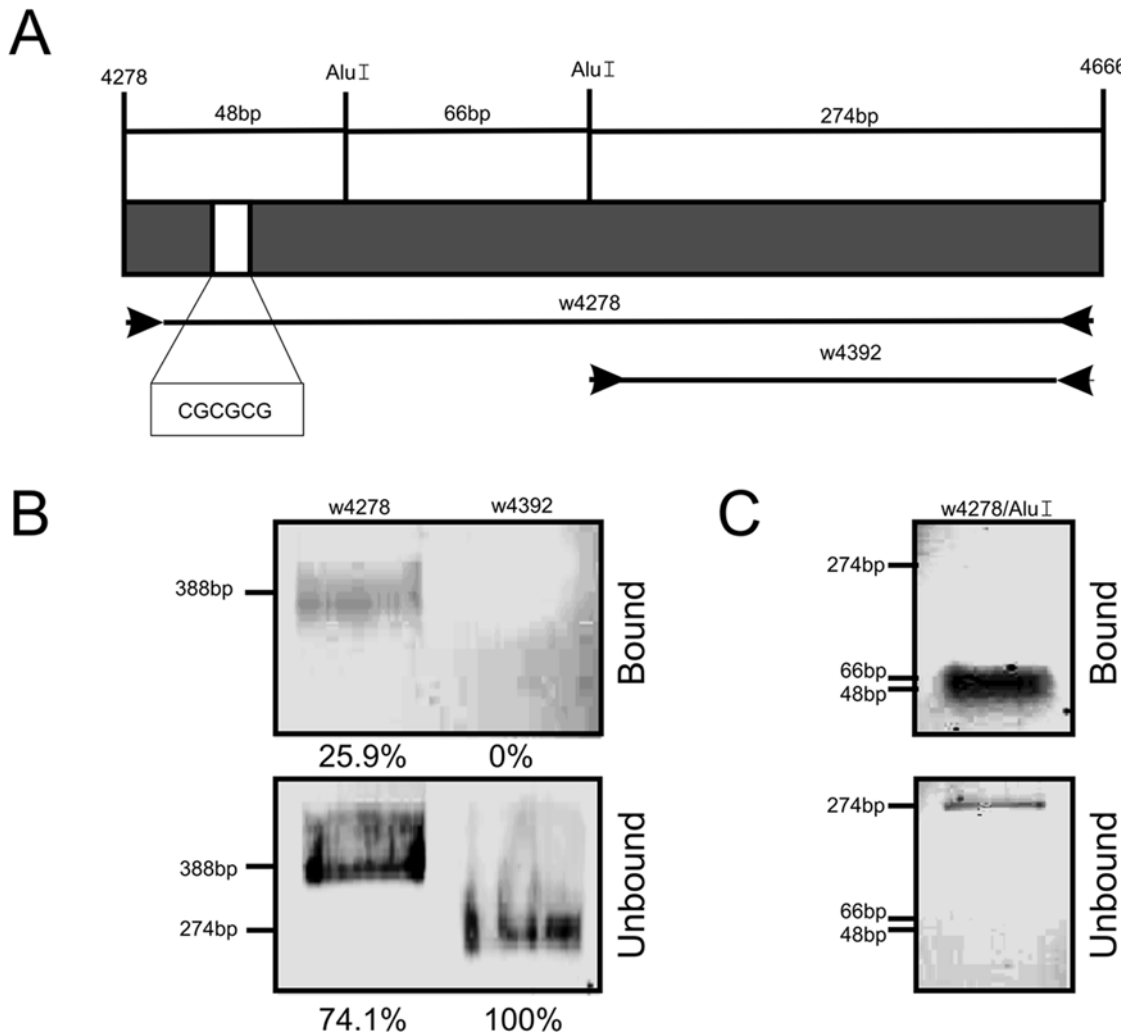 A
4278
AluI
AluI
4666
48bp
66bp
274bp
w4278
w4392
CGCGCG
B
w4278
w4392
388bp
Bound
25.9%
0%
388bp
274bp
Unbound
74.1%
100%
C
w4278/AluI
274bp
66bp
48bp
Bound
274bp
66bp
48bp
Unbound